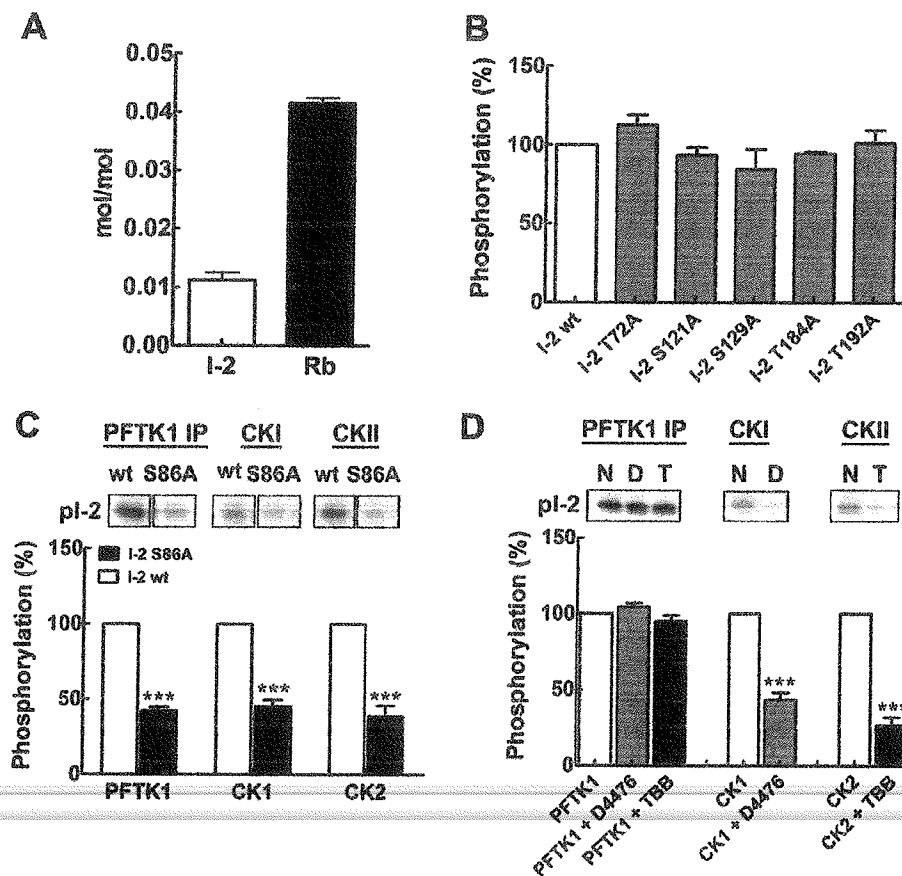 A
0.05
0.04
0.03
0.02
0.01
0.00
mol/mol
I-2 Rb
B
150
100
50
0
Phosphorylation (%)
I-2 wt
I-2 T72A
I-2 S121A
I-2 S129A
I-2 T184A
I-2 T192A
C
PFTK1 IP CKI CKII
wt S86A wt S86A wt S86A
pI-2
150
100
50
0
Phosphorylation (%)
I-2 S86A
I-2 wt
***
***
***
PFTK1 CK1 CK2
D
PFTK1 IP CKI CKII
N D T N D N T
pI-2
150
100
50
0
Phosphorylation (%)
***
***
PFTK1
PFTK1 + D4476
PFTK1 + TBB
CK1
CK1 + D4476
CK2
CK2 + TBB